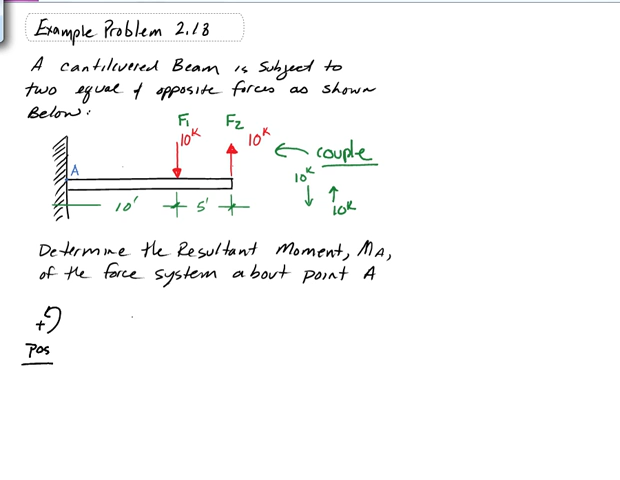 Example Problem 2.18
A cantilevered Beam is subject to
two equal & opposite forces as shown
Below:
F1 F2
10K 10K
couple
A
10K
10K
10' 5'
Determine the Resultant Moment, MA,
of the force system about point A
+
Pos